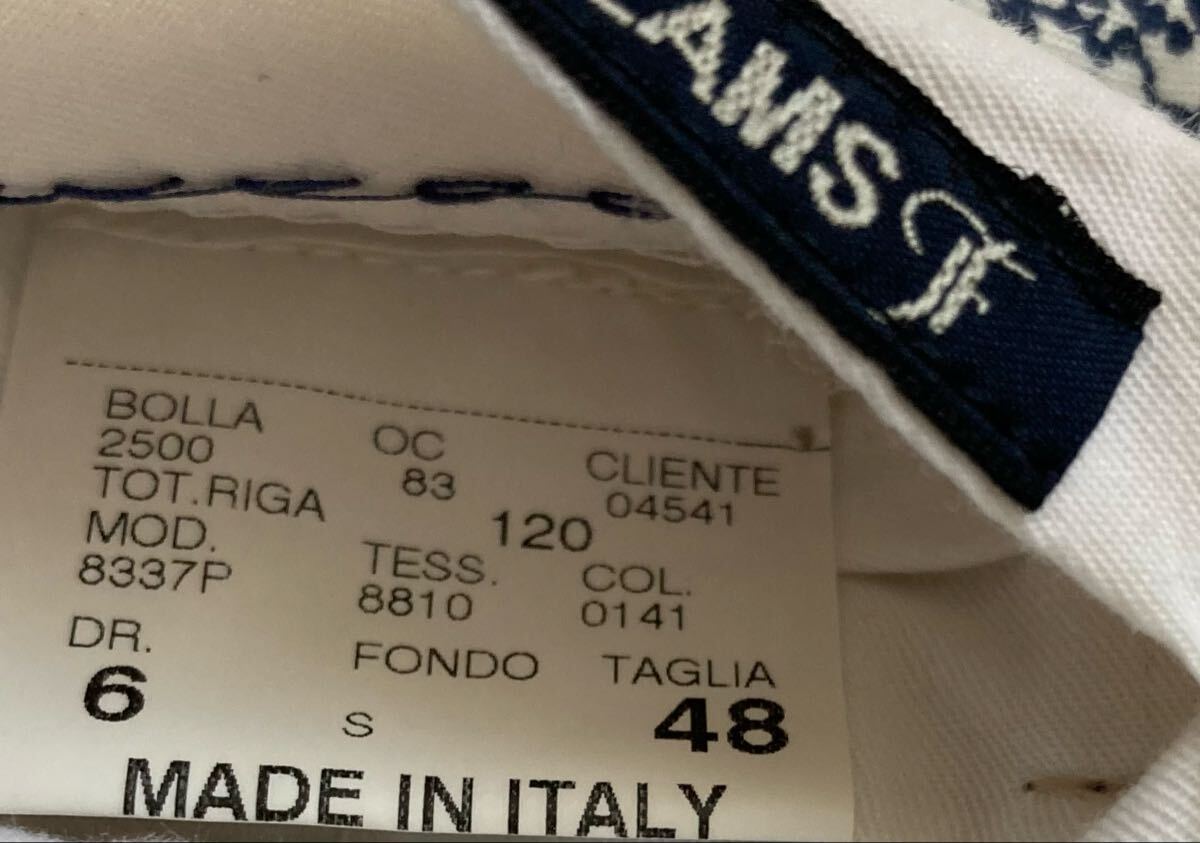 AMS F
BOLLA OC CLIENTE
2500 83 04541
TOT.RIGA 120
MOD. TESS. COL.
8337P 8810 0141
DR. FONDO TAGLIA
6 S 48
MADE IN ITALY